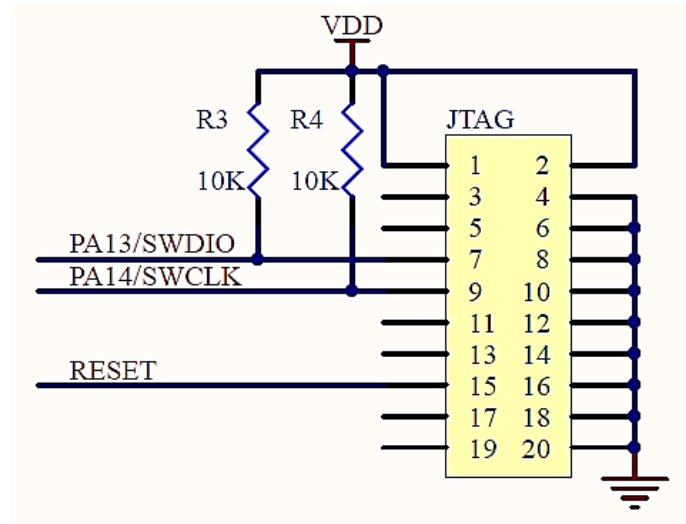 VDD
R3 R4 JTAG
10K 10K
1 2
3 4
5 6
PA13/SWDIO 7 8
PA14/SWCLK 9 10
11 12
13 14
RESET 15 16
17 18
19 20